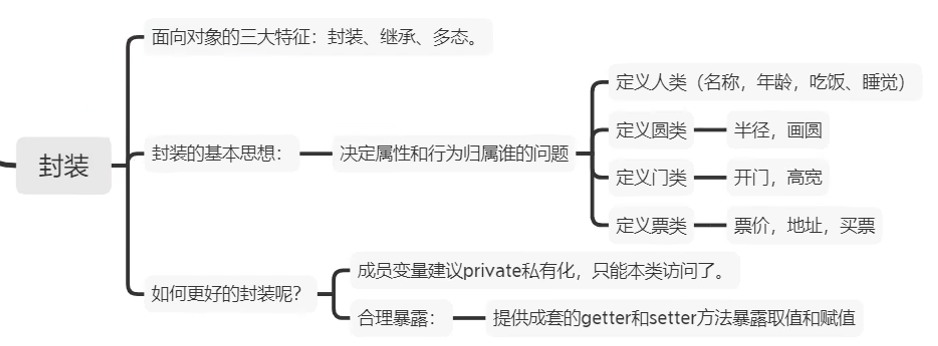 封装
面向对象的三大特征：封装、继承、多态。
封装的基本思想：
决定属性和行为归属谁的问题
定义人类（名称，年龄，吃饭、睡觉）
定义圆类
半径，画圆
定义门类
开门，高宽
定义票类
票价，地址，买票
如何更好的封装呢？
成员变量建议private私有化，只能本类访问了。
合理暴露：
提供成套的getter和setter方法暴露取值和赋值